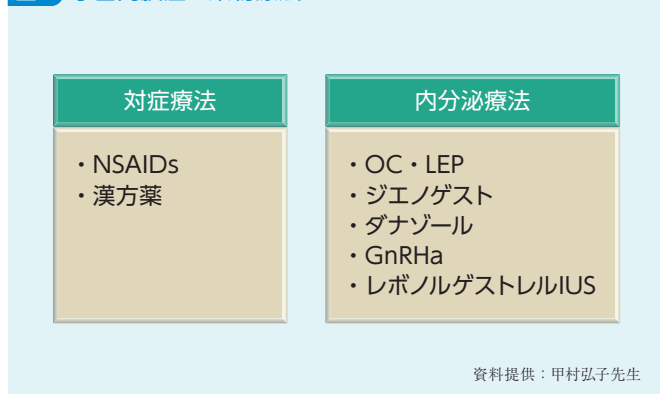 対症療法
・NSAIDs
・漢方薬
内分泌療法
・OC・LEP
・ジエノゲスト
・ダナゾール
・GnRHa
・レボノルゲストレルIUS
資料提供：甲村弘子先生